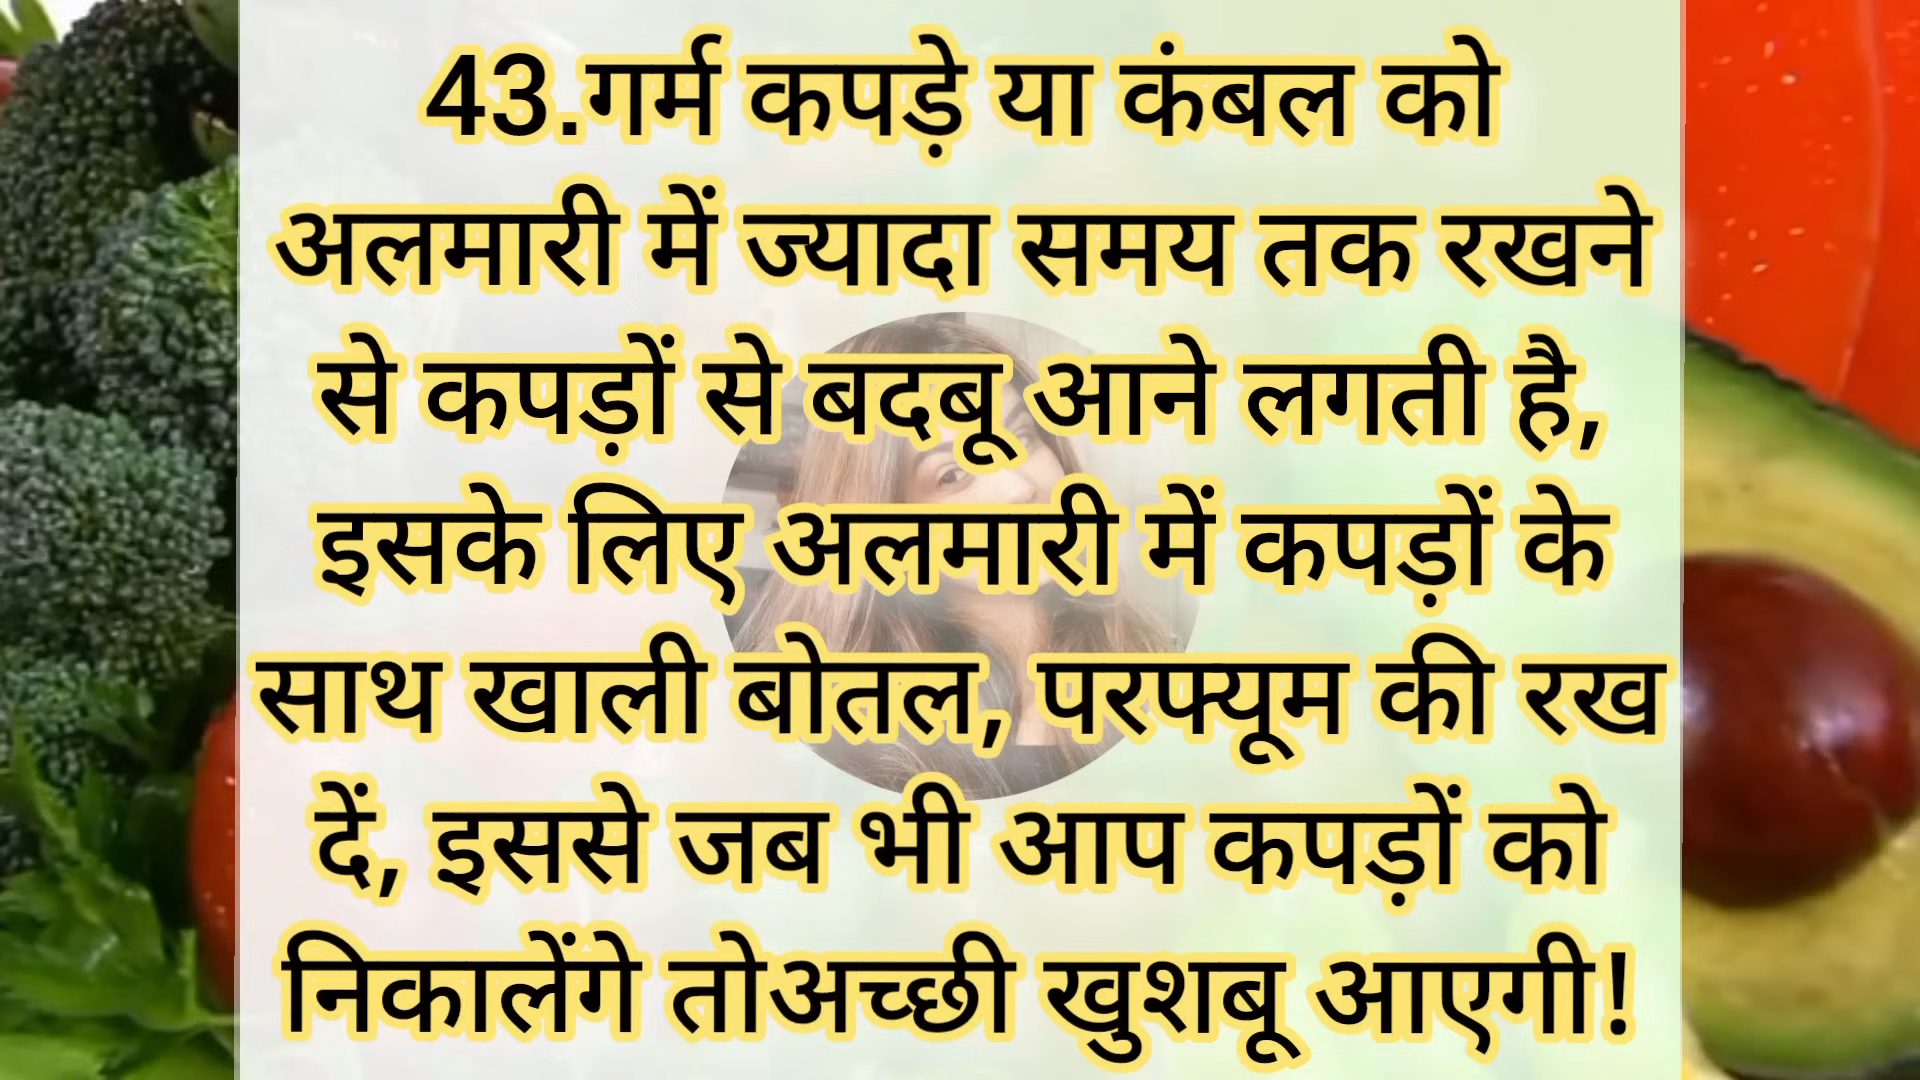 43.गर्म कपड़े या कंबल को
अलमारी में ज्यादा समय तक रखने
से कपड़ों से बदबू आने लगती है,
इसके लिए अलमारी में कपड़ों के
साथ खाली बोतल, परफ्यूम की रख
दें, इससे जब भी आप कपड़ों को
निकालेंगे तोअच्छी खुशबू आएगी!